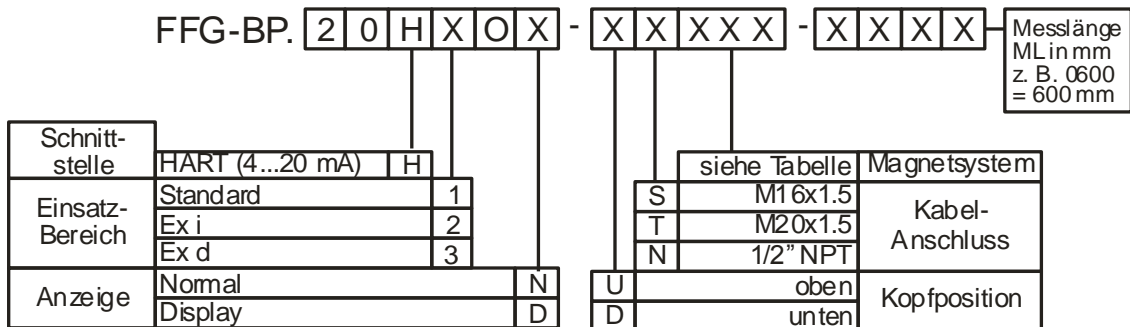 FFG-BP. 2 0 H X O X - X X X X X - X X X X
Messlänge
ML in mm
z. B. 0600
= 600 mm
Schnitt-
stelle HART (4...20 mA) H
Einsatz-
Bereich
Standard 1
Ex i 2
Ex d 3
Anzeige
Normal N
Display D
siehe Tabelle Magnetsystem
S M16x1.5
T M20x1.5
N 1/2” NPT
Kabel-
Anschluss
U oben
D unten
Kopfposition